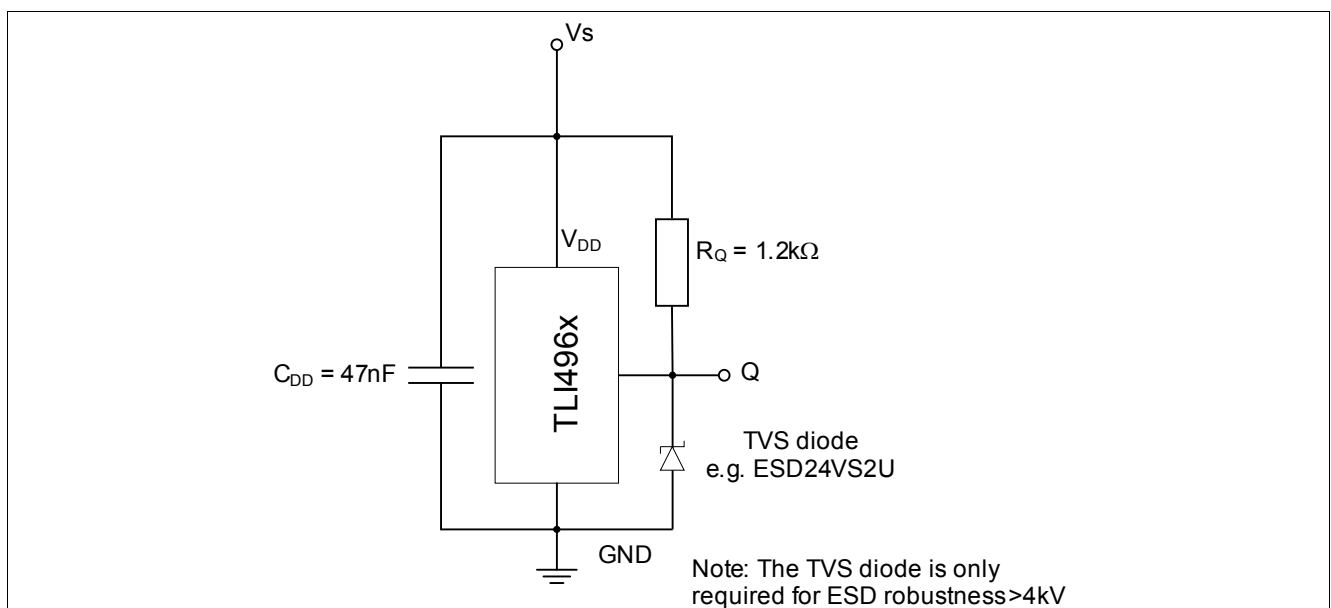 Vs
V_DD
R_Q = 1.2kΩ
TLI496x
C_DD = 47nF
Q
TVS diode
e.g. ESD24VS2U
GND
Note: The TVS diode is only
required for ESD robustness>4kV